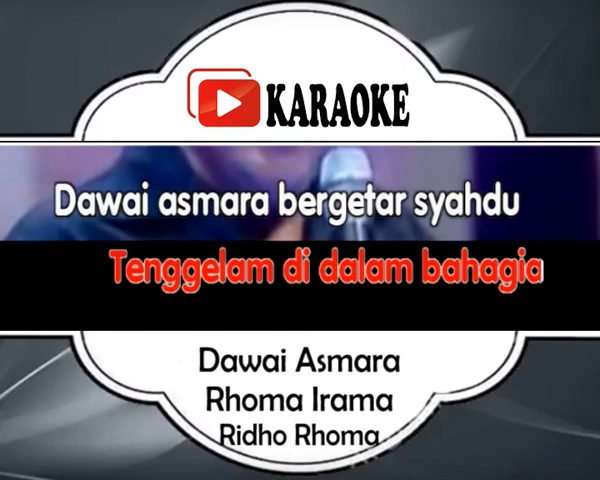 KARAOKE
Dawai asmara bergetar syahdu
Tenggelam di dalam bahagia
Dawai Asmara
Rhoma Irama
Ridho Rhoma